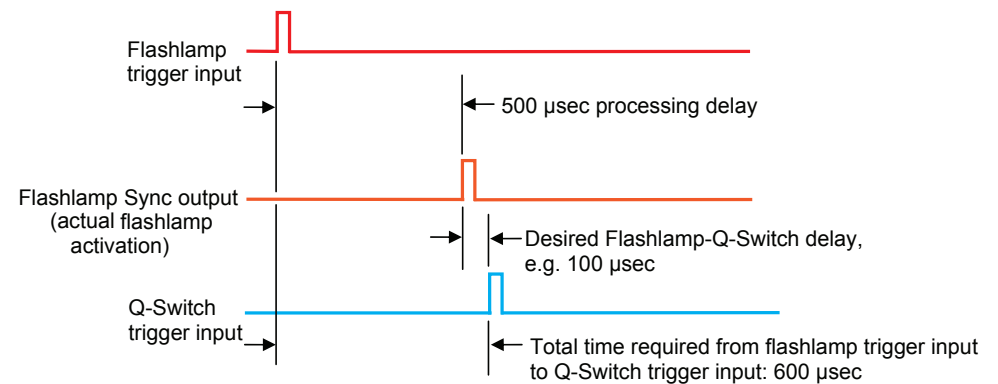 Flashlamp
trigger input
500 μsec processing delay
Flashlamp Sync output
(actual flashlamp
activation)
Desired Flashlamp-Q-Switch delay,
e.g. 100 μsec
Q-Switch
trigger input
Total time required from flashlamp trigger input
to Q-Switch trigger input: 600 μsec